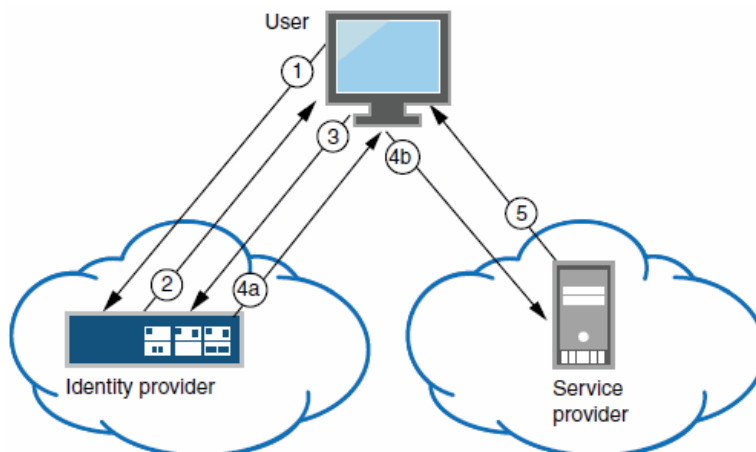 User
1
3
4b
5
2
4a
Identity provider
Service
provider